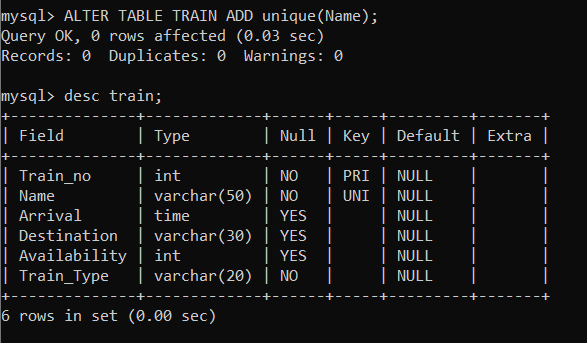 mysql> ALTER TABLE TRAIN ADD unique(Name);
Query OK, 0 rows affected (0.03 sec)
Records: 0  Duplicates: 0  Warnings: 0

mysql> desc train;
+--------------+-------------+------+-----+---------+-------+
| Field        | Type        | Null | Key | Default | Extra |
+--------------+-------------+------+-----+---------+-------+
| Train_no     | int         | NO   | PRI | NULL    |       |
| Name         | varchar(50) | NO   | UNI | NULL    |       |
| Arrival      | time        | YES  |     | NULL    |       |
| Destination  | varchar(30) | YES  |     | NULL    |       |
| Availability | int         | YES  |     | NULL    |       |
| Train_Type   | varchar(20) | NO   |     | NULL    |       |
+--------------+-------------+------+-----+---------+-------+
6 rows in set (0.00 sec)